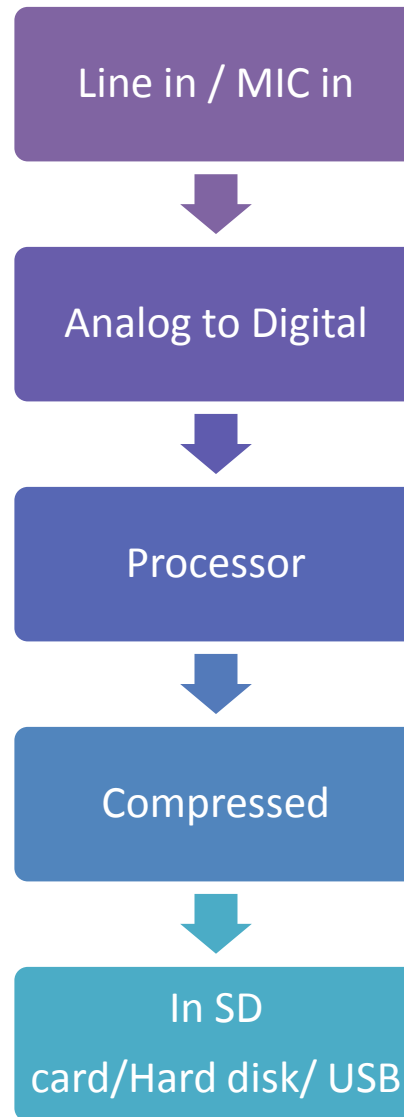 Line in / MIC in
Analog to Digital
Processor
Compressed
In SD
card/Hard disk/ USB